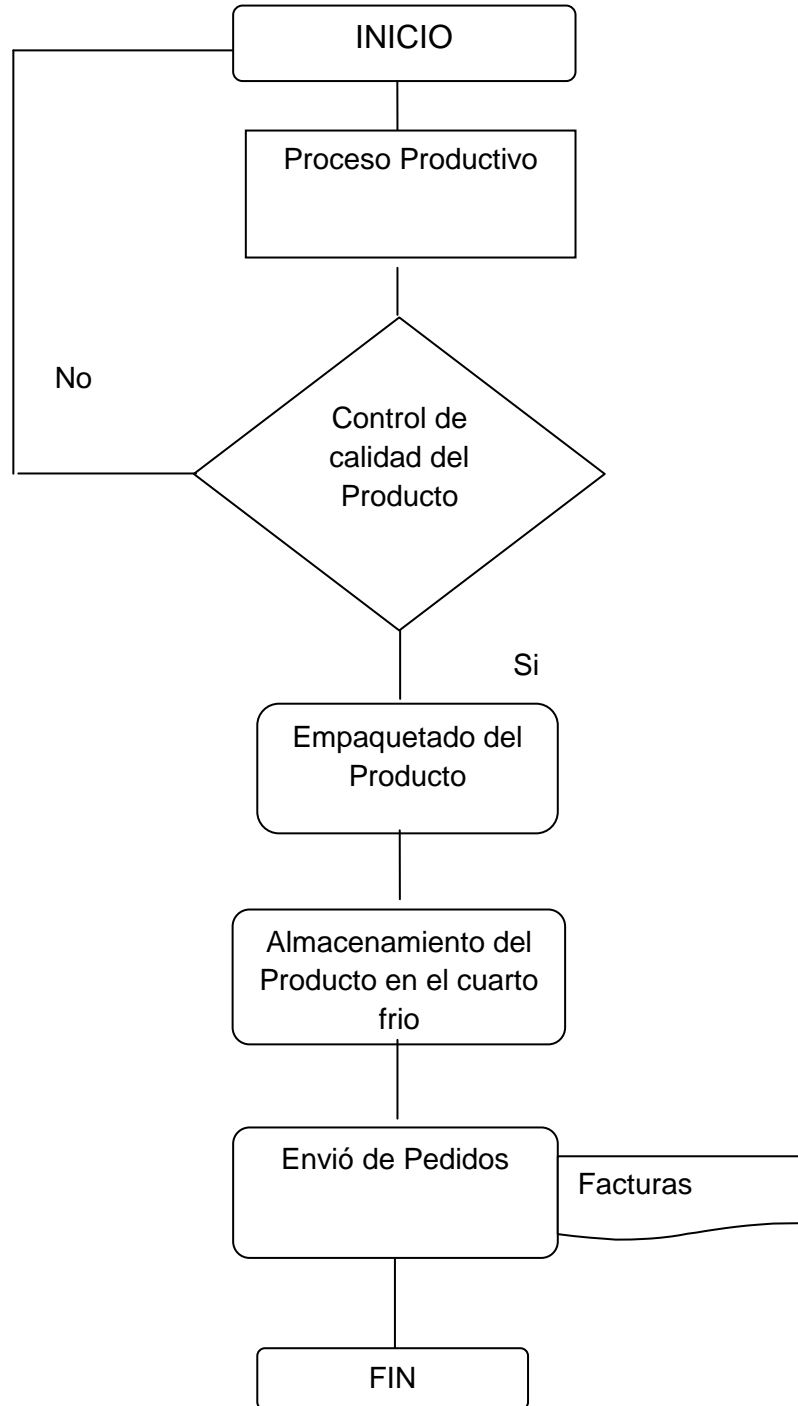 INICIO
Proceso Productivo
No
Control de
calidad del
Producto
Si
Empaquetado del
Producto
Almacenamiento del
Producto en el cuarto
frio
Envió de Pedidos
Facturas
FIN